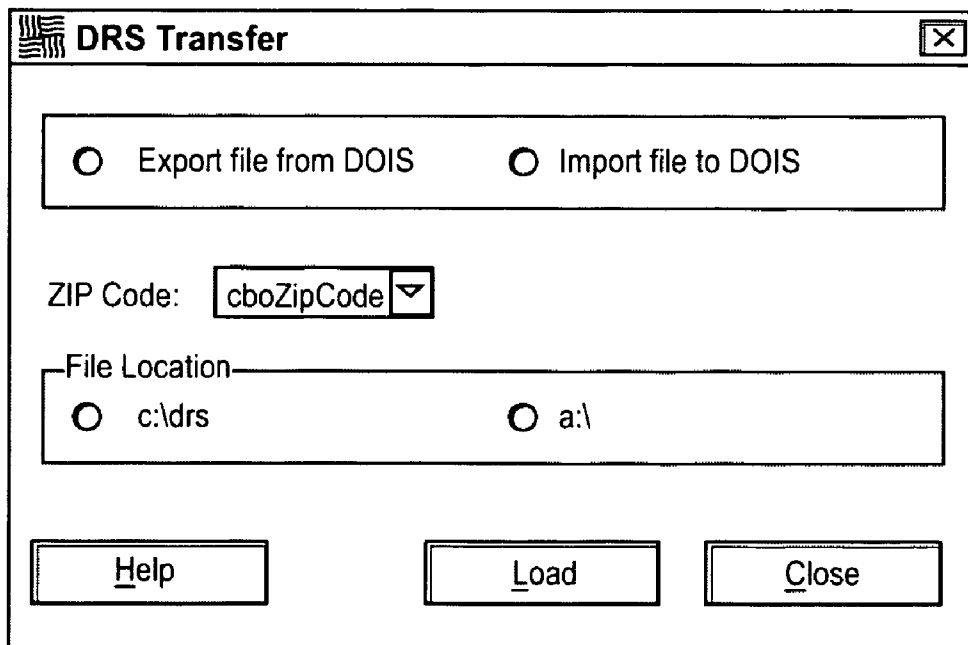 DRS Transfer
Export file from DOIS Import file to DOIS
ZIP Code: cboZipCode
File Location
c:\drs a:\
Help Load Close